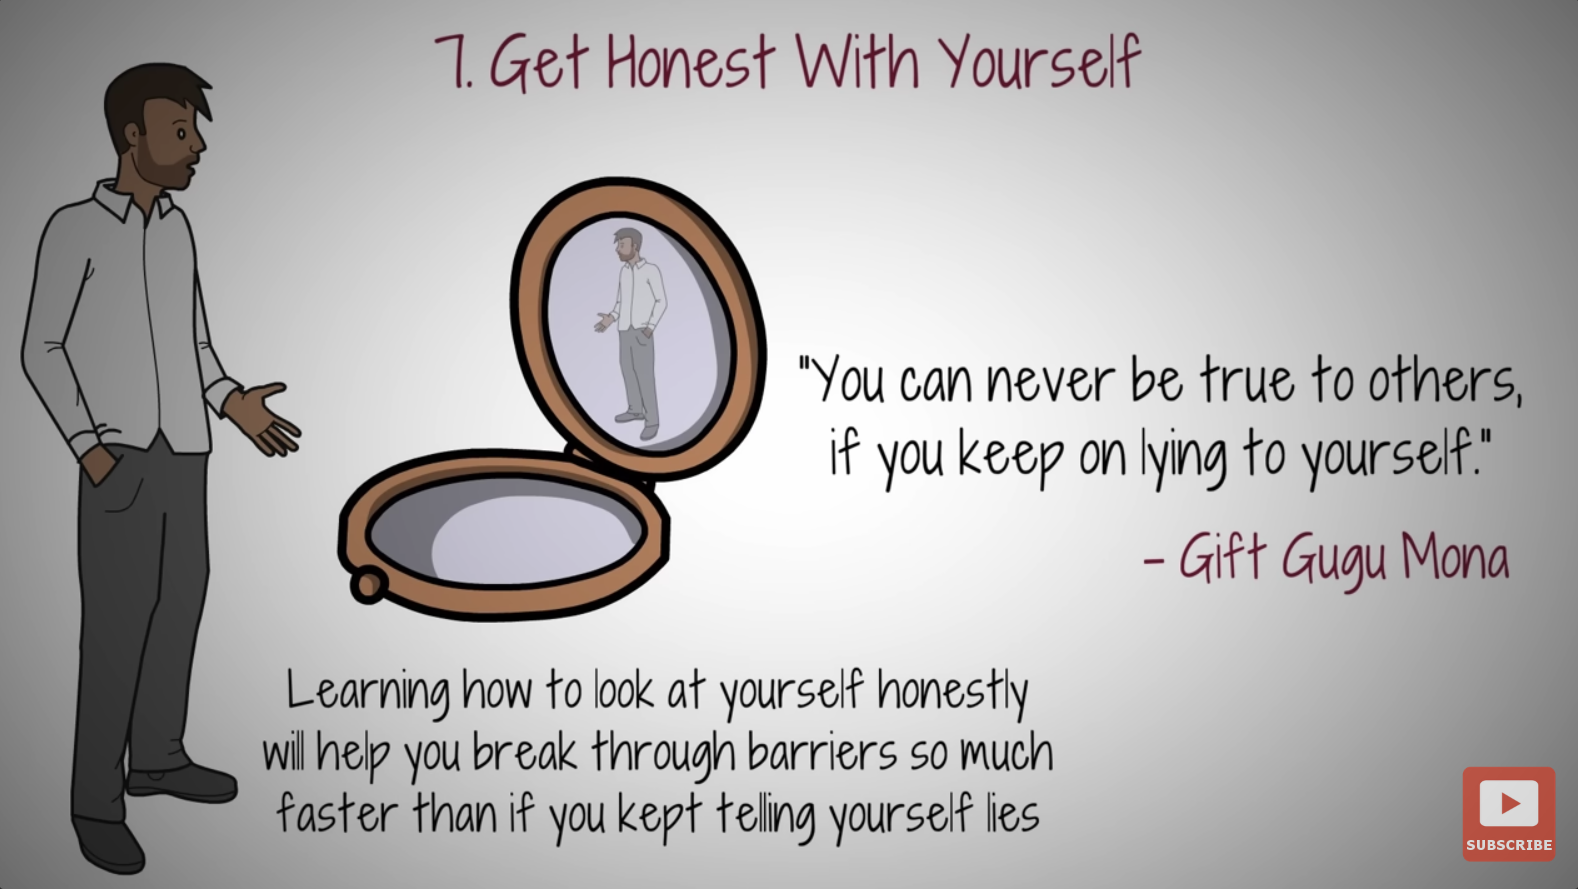 7. Get Honest With Yourself
"You can never be true to others,
if you keep on lying to yourself."
- Gift Gugu Mona
Learning how to look at yourself honestly
will help you break through barriers so much
faster than if you kept telling yourself lies
SUBSCRIBE